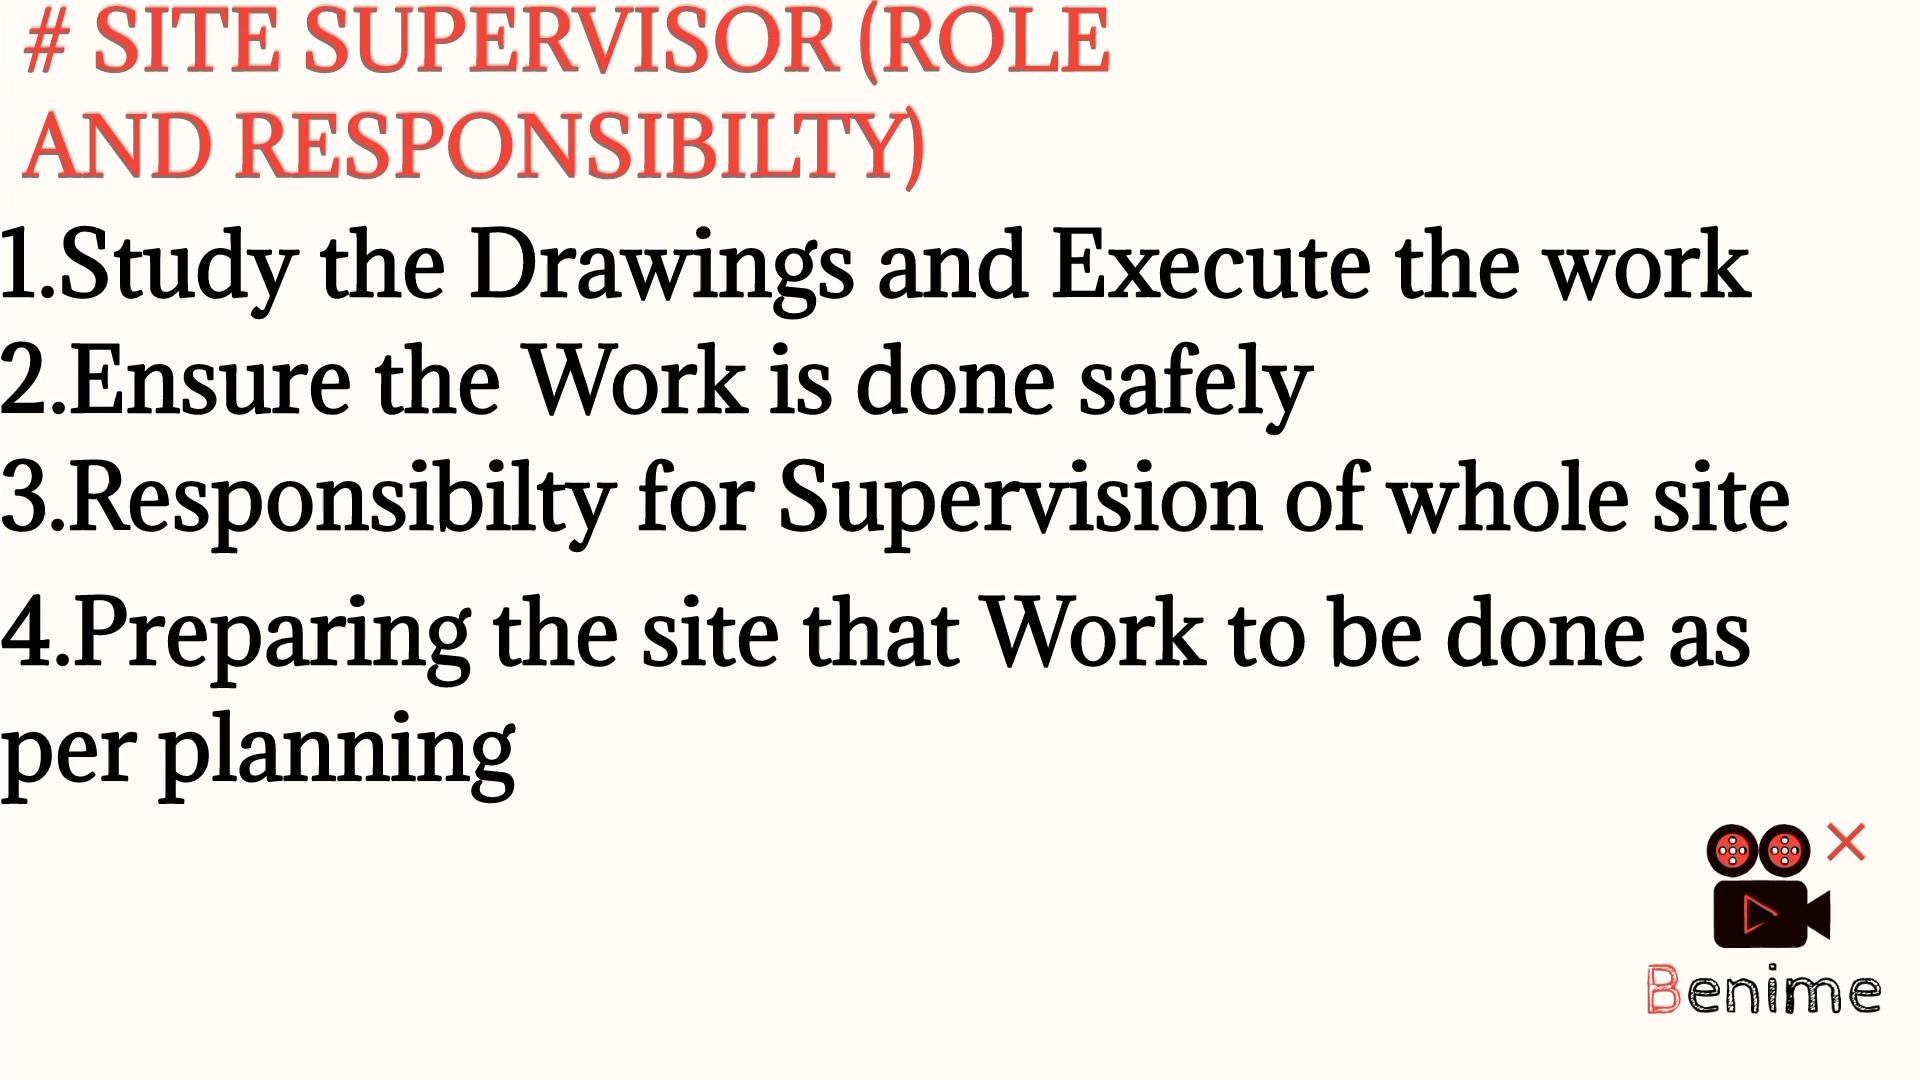 # SITE SUPERVISOR (ROLE
AND RESPONSIBILTY)
1.Study the Drawings and Execute the work
2.Ensure the Work is done safely
3.Responsibilty for Supervision of whole site
4.Preparing the site that Work to be done as
per planning
Benime